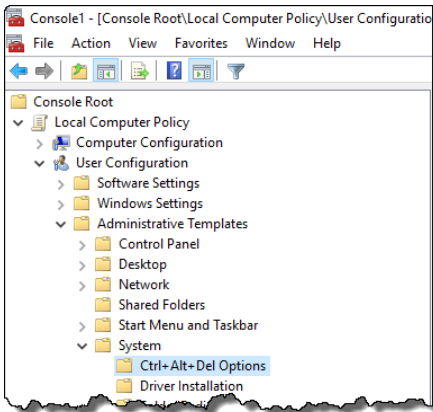 Console1 - [Console Root\Local Computer Policy\User Configuratio
File Action View Favorites Window Help
Console Root
Local Computer Policy
Computer Configuration
User Configuration
Software Settings
Windows Settings
Administrative Templates
Control Panel
Desktop
Network
Shared Folders
Start Menu and Taskbar
System
Ctrl+Alt+Del Options
Driver Installation